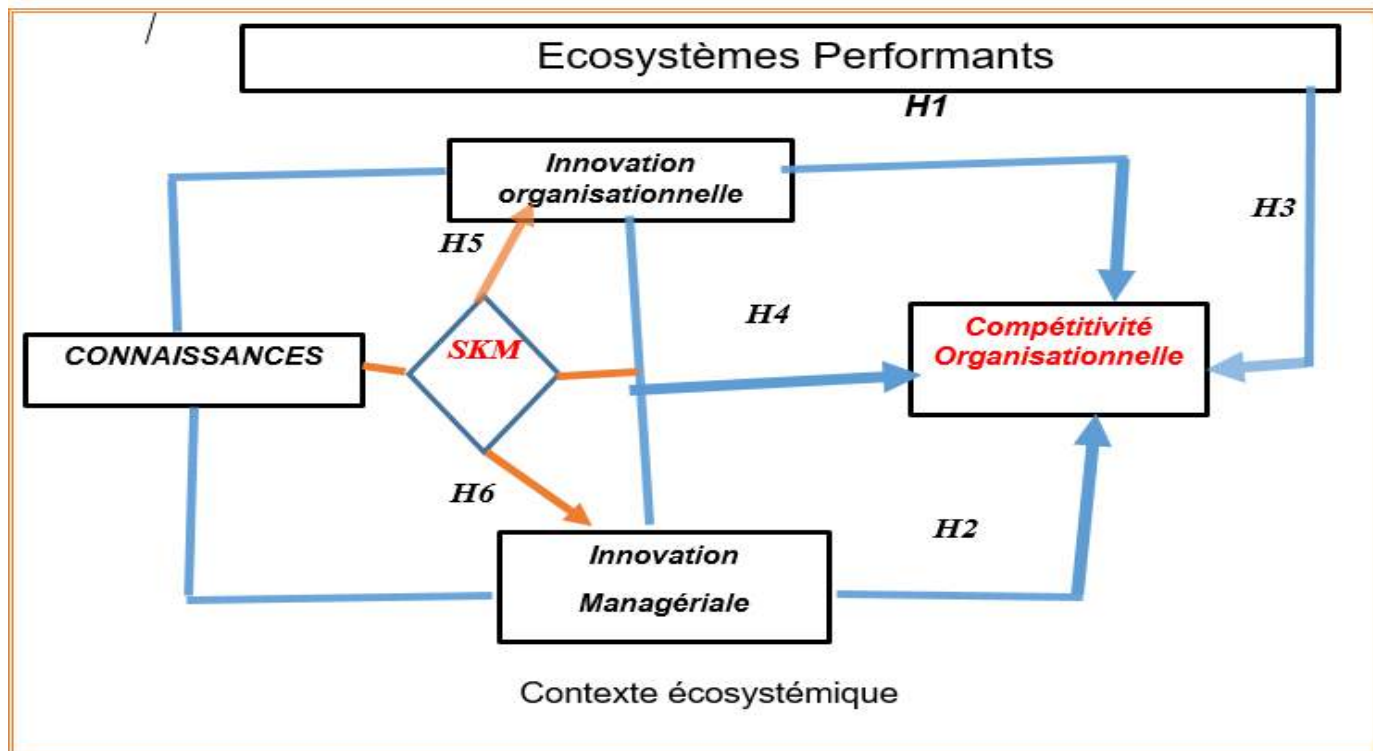 Ecosystèmes Performants
H1
Innovation
organisationnelle
H3
H5
H4
SKM
CONNAISSANCES
Compétitivité
Organisationnelle
H6
H2
Innovation
Managériale
Contexte écosystémique